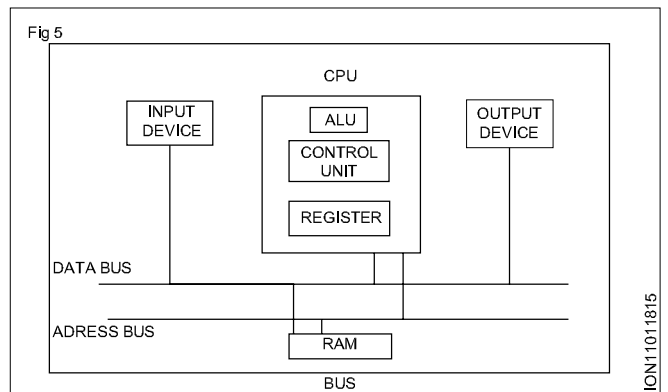 Fig 5
CPU
INPUT
DEVICE
ALU
CONTROL
UNIT
REGISTER
OUTPUT
DEVICE
DATA BUS
ADRESS BUS
RAM
BUS
ION11011815